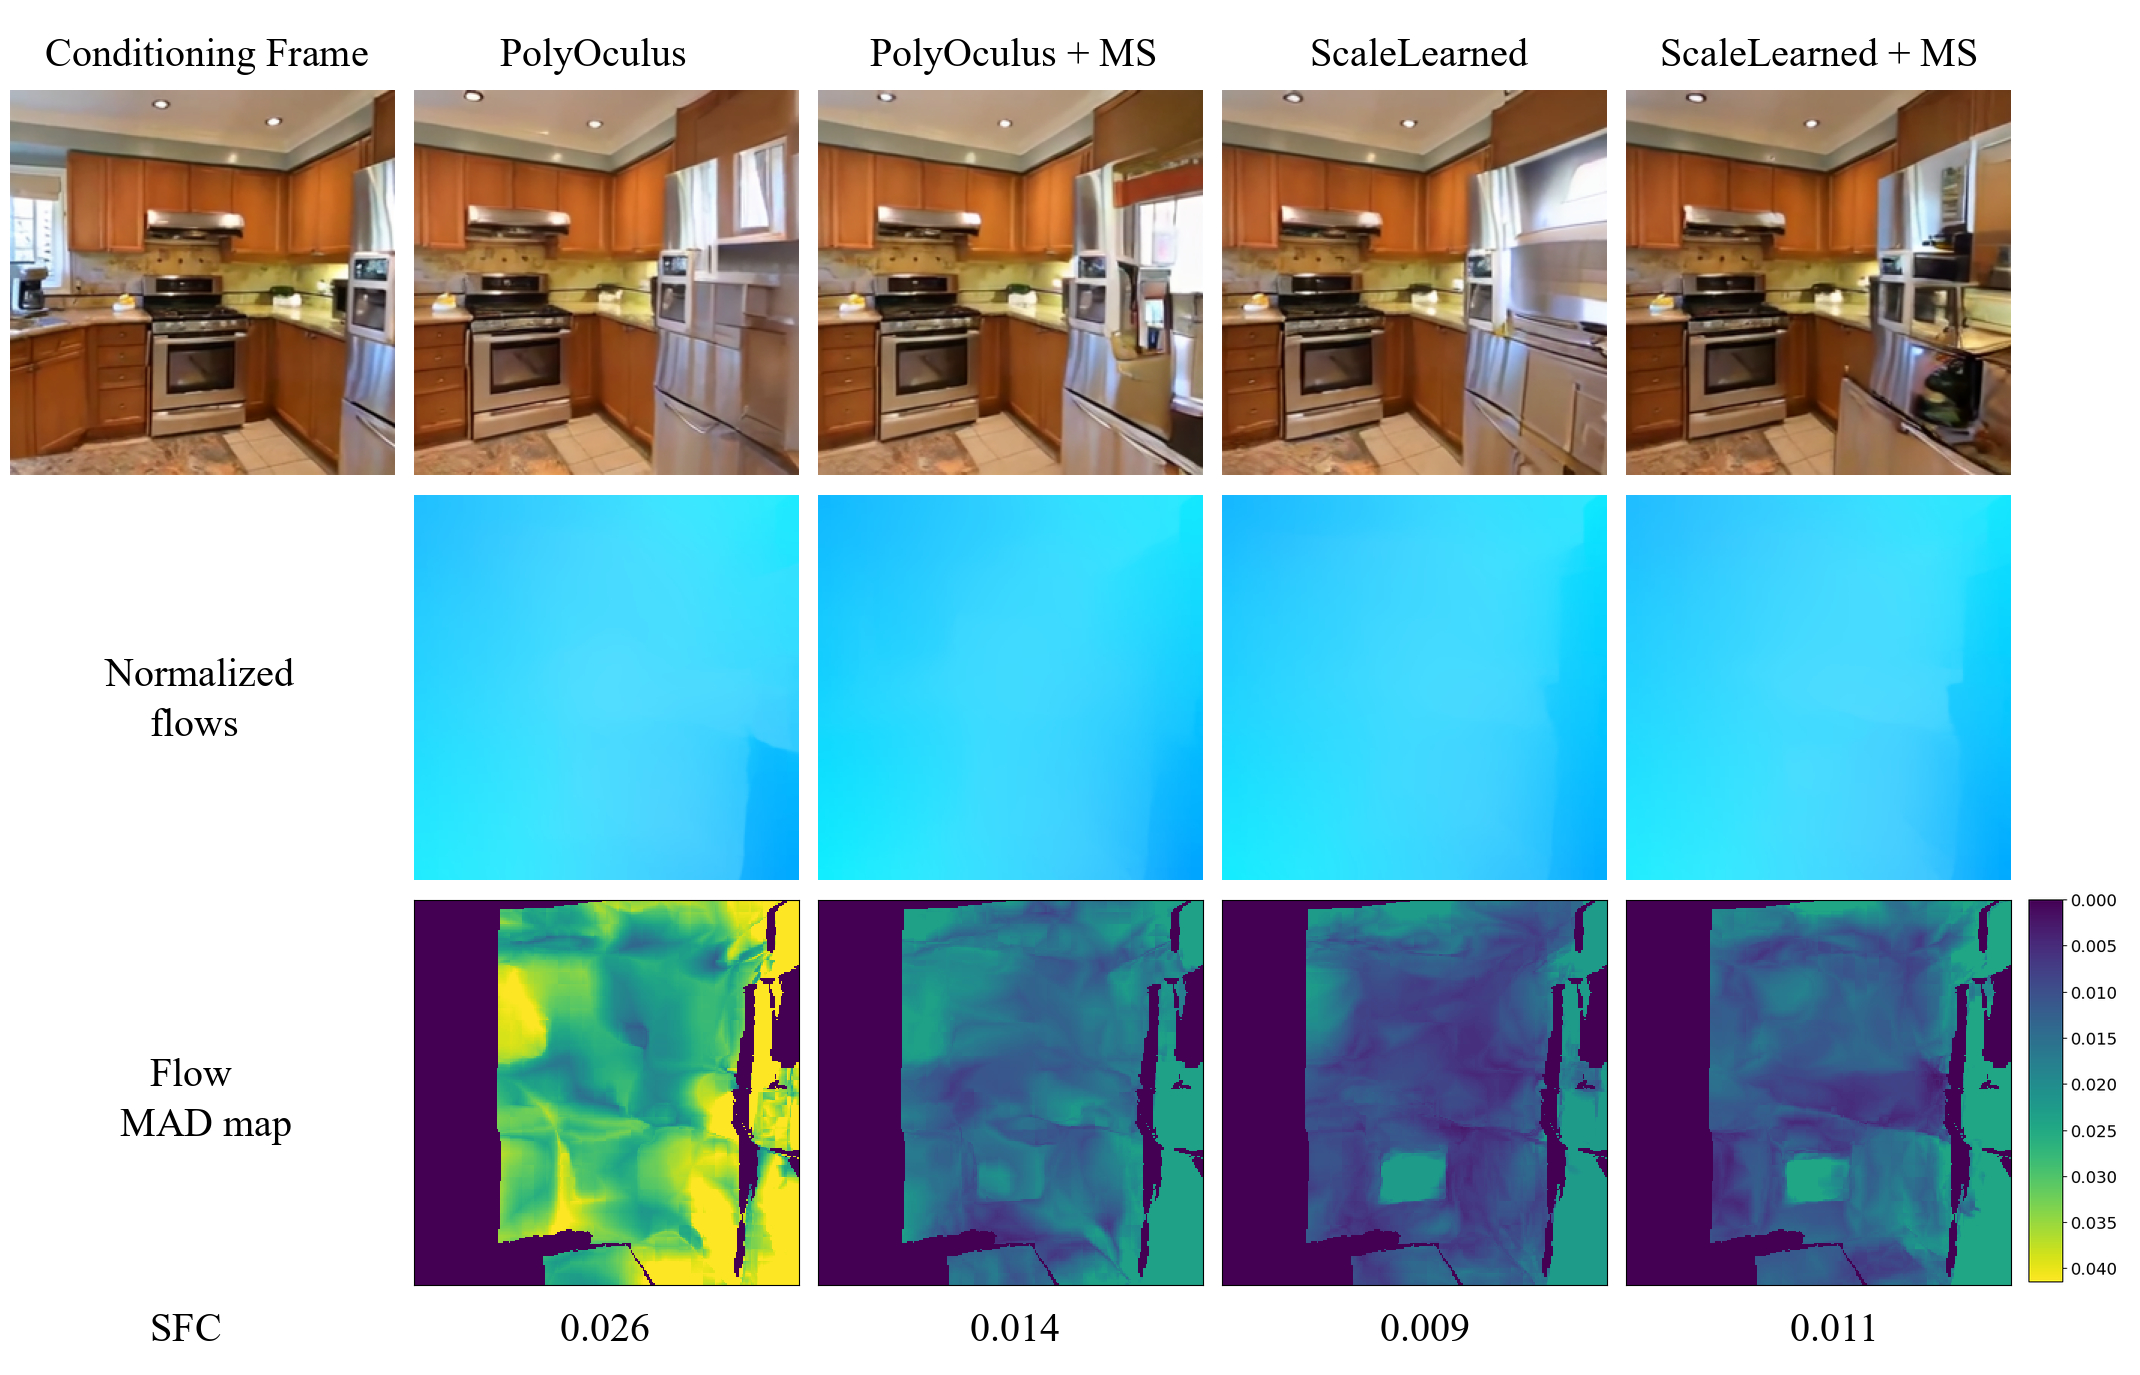 Conditioning Frame
PolyOculus
PolyOculus + MS
ScaleLearned
ScaleLearned + MS
Normalized
flows
Flow
MAD map
0.000
0.005
0.010
0.015
0.020
0.025
0.030
0.035
0.040
SFC
0.026
0.014
0.009
0.011